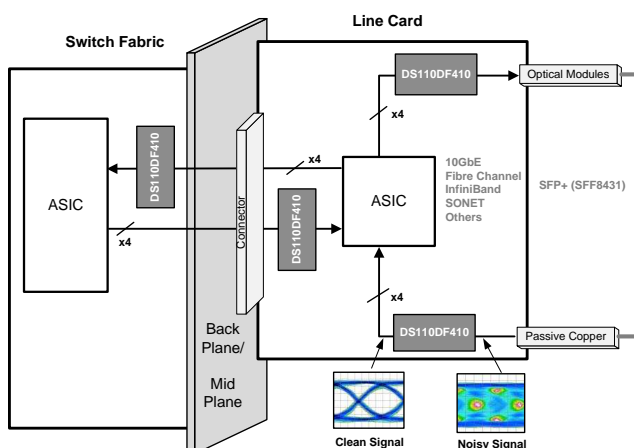 Line Card
Switch Fabric
DS110DF410
Optical Modules
x4
DS110DF410
x4
10GbE
Fibre Channel
InfiniBand
SONET
Others
SFP+ (SFF8431)
ASIC
ASIC
Connector
DS110DF410
x4
x4
DS110DF410
Passive Copper
Back
Plane/
Mid
Plane
Clean Signal
Noisy Signal